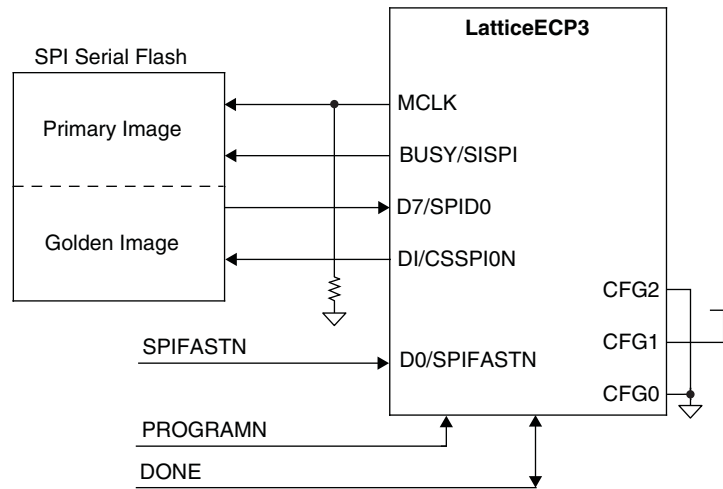 LatticeECP3
SPI Serial Flash
Primary Image
Golden Image
MCLK
BUSY/SISPI
D7/SPID0
DI/CSSPI0N
CFG2
CFG1
CFG0
SPIFASTN
D0/SPIFASTN
PROGRAMN
DONE